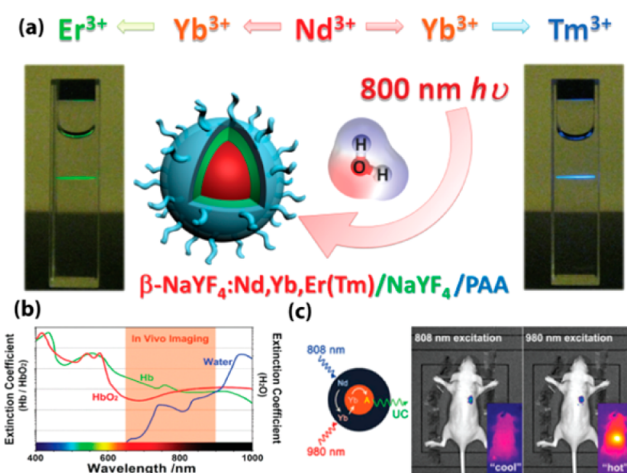 (a) Er³⁺ Yb³⁺ Nd³⁺ Yb³⁺ Tm³⁺
800 nm hυ
H
O H
β-NaYF₄:Nd,Yb,Er(Tm)/NaYF₄/PAA
(b)
In Vivo Imaging
Water
Hb
HbO₂
Extinction Coefficient
(Hb / HbO₂)
Extinction Coefficient
(H₂O)
400 600 800 1000
Wavelength /nm
(c)
808 nm
Nd
Yb A
Yb
UC
980 nm
808 nm excitation
"cool"
980 nm excitation
"hot"